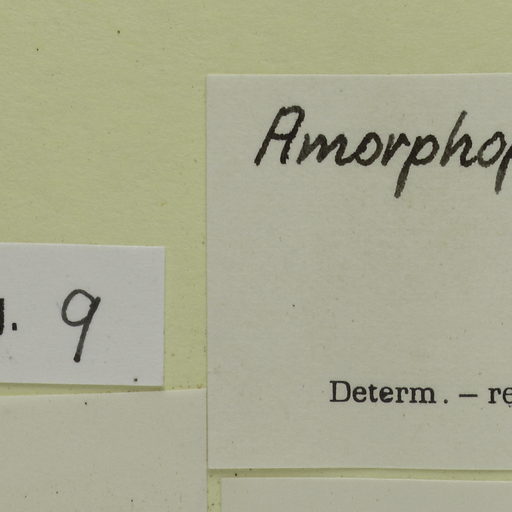 Amorphop
. 9
Determ. – re